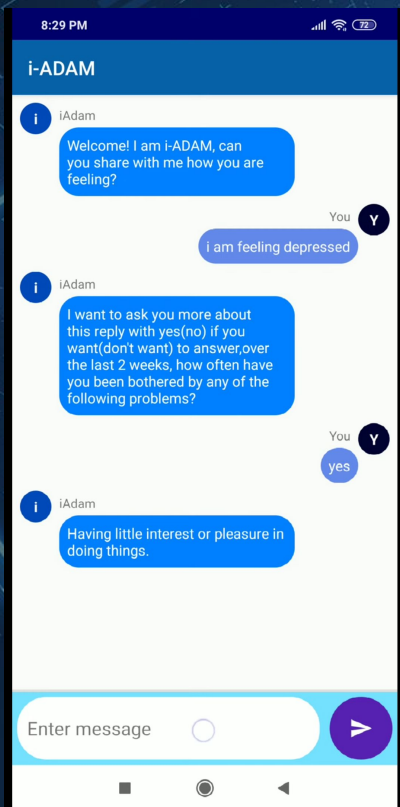 8:29 PM 72
i-ADAM
i iAdam
Welcome! I am i-ADAM, can
you share with me how you are
feeling?
You Y
i am feeling depressed
i iAdam
I want to ask you more about
this reply with yes(no) if you
want(don't want) to answer,over
the last 2 weeks, how often have
you been bothered by any of the
following problems?
You Y
yes
i iAdam
Having little interest or pleasure in
doing things.
Enter message